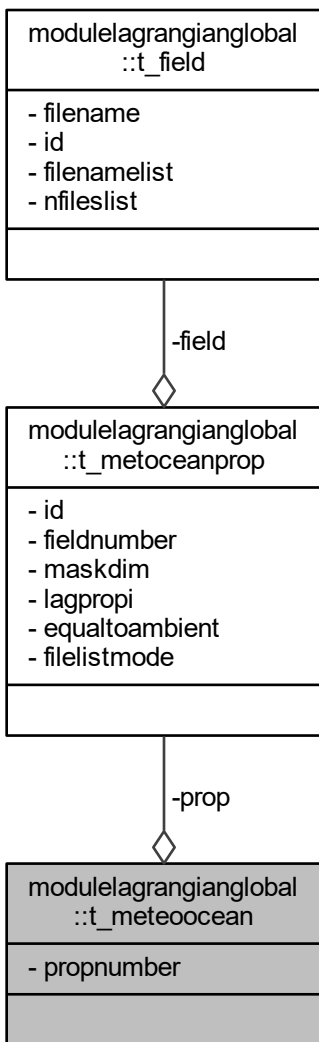 modulelagrangianglobal
::t_field
- filename
- id
- filenamelist
- nfileslist
-field
modulelagrangianglobal
::t_metoceanprop
- id
- fieldnumber
- maskdim
- lagpropi
- equaltoambient
- filelistmode
-prop
modulelagrangianglobal
::t_meteoocean
- propnumber